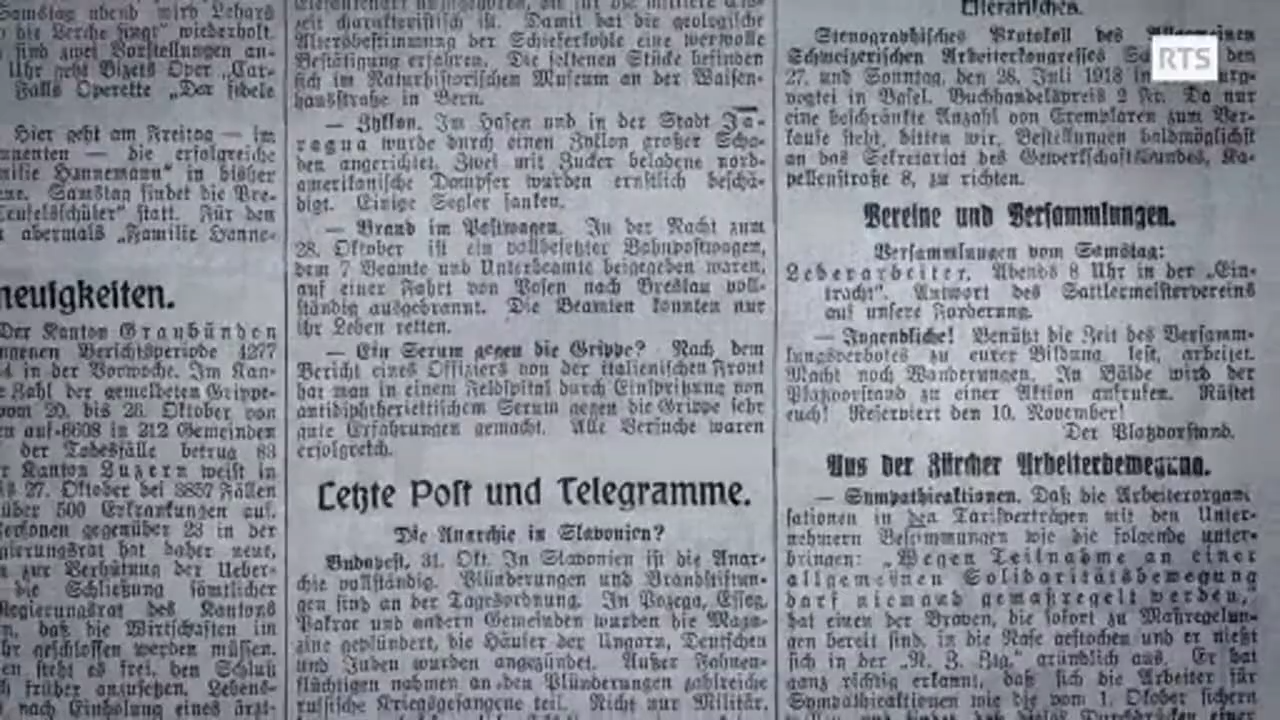 Samstag abend wird Lehars
die Lerche singt" wiederholt.
sind zwei Vorstellungen an-
Uhr geht Bizets Oper „Car-
Falls Operette „Der fidele
Hier geht am Freitag — im
nenten — die erfolgreiche
milie Hannemann" in bisher
Samstag findet die Pre-
eufelsschüler" statt. Für den
abermals „Familie Hanne-
neuigkeiten.
Der Kanton Graubünden
ngenen Berichtsperiode 4277
in der Vorwoche. Im Kan-
Zahl der gemeldeten Grippe-
vom 20. bis 26. Oktober von
auf 6608 in 212 Gemeinden
der Todesfälle betrug 83
Kanton Luzern weist in
27. Oktober bei 3857 Fällen
über 500 Erkrankungen auf.
ersonen gegenüber 23 in der
gierungsrat hat daher neue,
zur Verhütung der Ueber-
die Schließung sämtlicher
Regierungsrat des Kantons
daß die Wirtschaften im
geschlossen werden müssen.
steht es frei, den Schluß
früher anzusetzen. Lebens-
nach Einholung eines ärzt-
zeit charakteristisch ist. Damit hat die geologische
Altersbestimmung der Schieferkohle eine wertvolle
Bestätigung erfahren. Die seltenen Stücke befinden
sich im Naturhistorischen Museum an der Waisen-
hausstraße in Bern.
— Zyklon. Im Hafen und in der Stadt Ja-
ragua wurde durch einen Zyklon großer Scha-
den angerichtet. Zwei mit Zucker beladene nord-
amerikanische Dampfer wurden ernstlich beschä-
digt. Einige Segler sanken.
— Brand im Postwagen. In der Nacht zum
28. Oktober ist ein vollbesetzter Bahnpostwagen,
dem 7 Beamte und Unterbeamte beigegeben waren,
auf einer Fahrt von Posen nach Breslau voll-
ständig ausgebrannt. Die Beamten konnten nur
ihr Leben retten.
— Ein Serum gegen die Grippe? Nach dem
Bericht eines Offiziers von der italienischen Front
hat man in einem Feldspital durch Einspritzung von
antidiphtheriettischem Serum gegen die Grippe sehr
gute Erfahrungen gemacht. Alle Versuche waren
erfolgreich.
Letzte Post und Telegramme.
Die Anarchie in Slavonien?
Budapest, 31. Okt. In Slavonien ist die Anar-
chie vollständig. Plünderungen und Brandstiftun-
gen sind an der Tagesordnung. In Pozega, Esseg,
Pakrac und andern Gemeinden wurden die Maga-
zine geplündert, die Häuser der Ungarn, Deutschen
und Juden wurden angezündet. Außer Fahnen-
flüchtigen nahmen an den Plünderungen zahlreiche
russische Kriegsgefangene teil. Nicht nur Militär,
Literarisches.
Stenographisches Protokoll des Allgemeinen
Schweizerischen Arbeiterkongresses den
27. und Sonntag, den 28. Juli 1918 in
vogtei in Basel. Buchhandelspreis 2 Fr. Da nur
eine beschränkte Anzahl von Exemplaren zum Ver-
kaufe steht, bitten wir, Bestellungen baldmöglichst
an das Sekretariat des Gewerkschaftsbundes, Ka-
pellenstraße 8, zu richten.
RTS
Vereine und Versammlungen.
Versammlungen vom Samstag:
Lederarbeiter. Abends 8 Uhr in der „Ein-
tracht". Antwort des Sattlermeistervereins
auf unsere Forderung.
— Jugendliche! Benützt die Zeit des Versamm-
lungsverbotes zu eurer Bildung, lest, arbeitet.
Macht noch Wanderungen. In Bälde wird der
Platzvorstand zu einer Aktion aufrufen. Rüstet
euch! Reserviert den 10. November!
Der Platzvorstand.
Aus der Zürcher Arbeiterbewegung.
— Sympathieaktionen. Daß die Arbeiterorgani
sationen in den Tarifverträgen mit den Unter-
nehmern Bestimmungen wie die folgende unter-
bringen: „Wegen Teilnahme an einer
allgemeinen Solidaritätsbewegung
darf niemand gemaßregelt werden,"
hat einen der Braven, die sofort zu Maßregelun-
gen bereit sind, in die Nase gestochen und er nießt
sich in der „N. Z. Ztg." gründlich aus. Er hat
ganz richtig erkannt, daß sich die Arbeiter für
Sympathieaktionen wie die vom 1. Oktober sichern